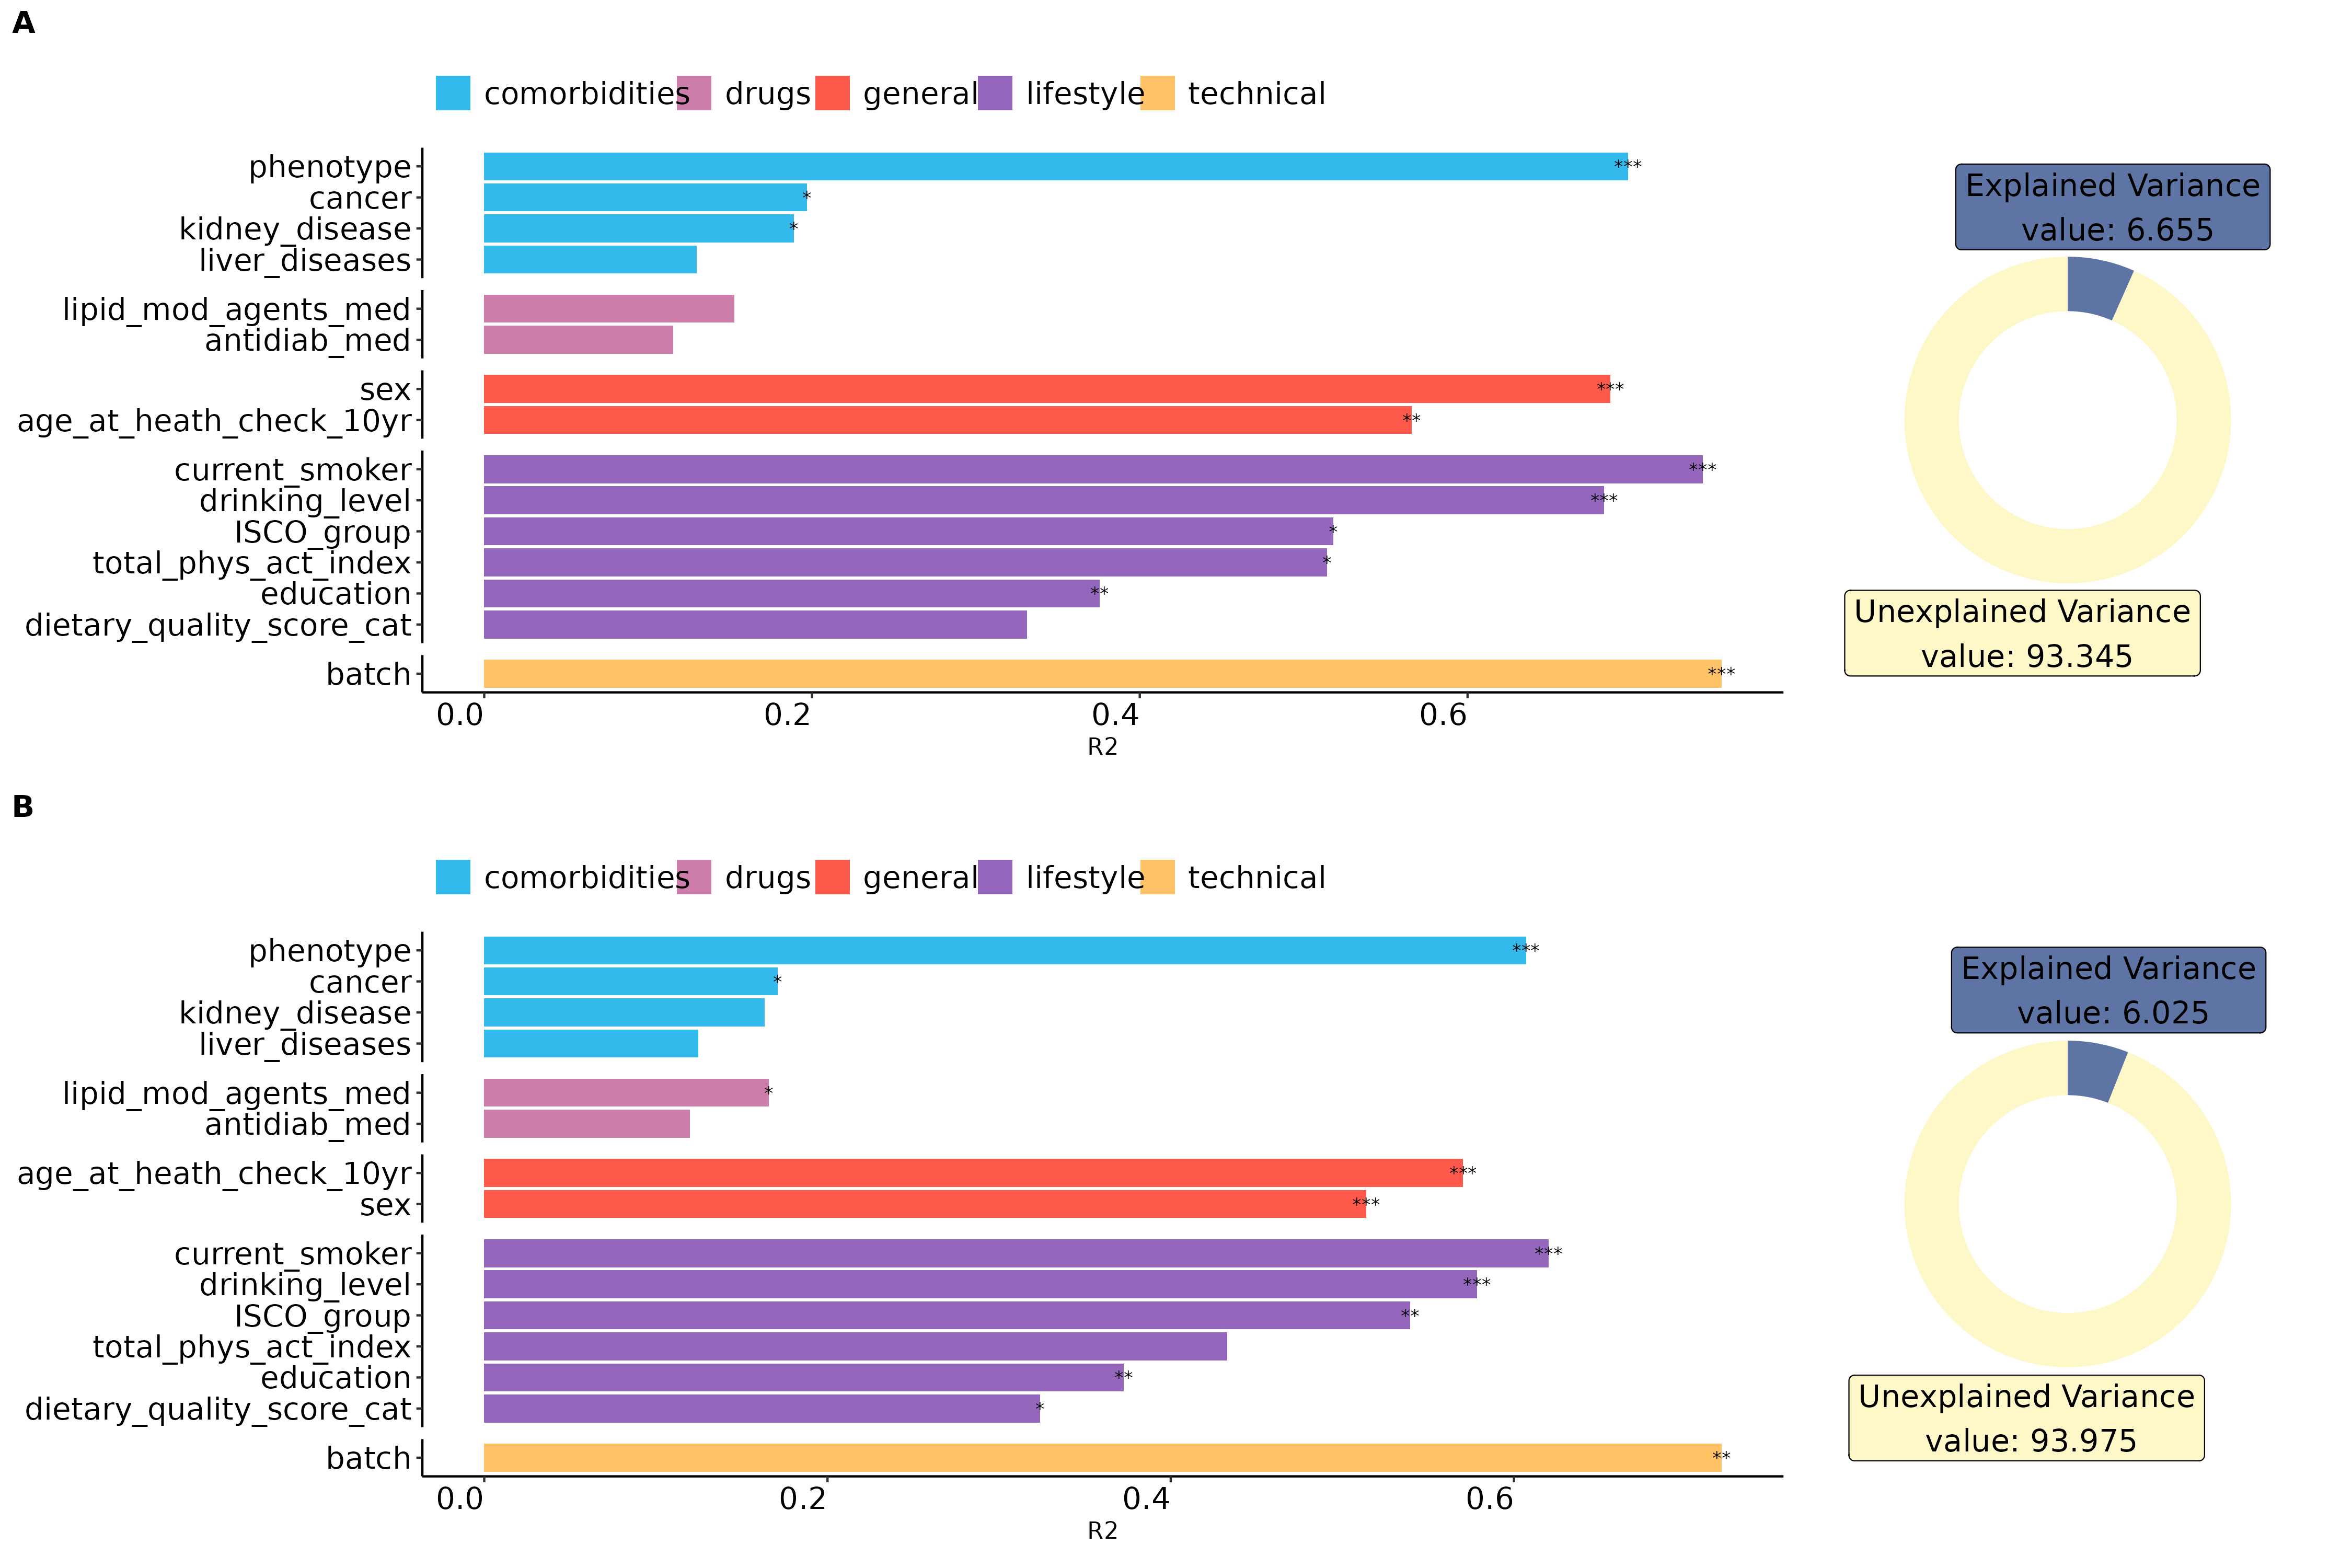 A
comorbidities drugs general lifestyle technical
phenotype ***
cancer *
kidney_disease *
liver_diseases
lipid_mod_agents_med
antidiab_med
sex ***
age_at_heath_check_10yr **
current_smoker ***
drinking_level ***
ISCO_group *
total_phys_act_index *
education **
dietary_quality_score_cat
batch ***
0.0 0.2 0.4 0.6
R2
Explained Variance
value: 6.655
Unexplained Variance
value: 93.345
B
comorbidities drugs general lifestyle technical
phenotype ***
cancer *
kidney_disease
liver_diseases
lipid_mod_agents_med *
antidiab_med
age_at_heath_check_10yr ***
sex ***
current_smoker ***
drinking_level ***
ISCO_group **
total_phys_act_index
education **
dietary_quality_score_cat *
batch **
0.0 0.2 0.4 0.6
R2
Explained Variance
value: 6.025
Unexplained Variance
value: 93.975